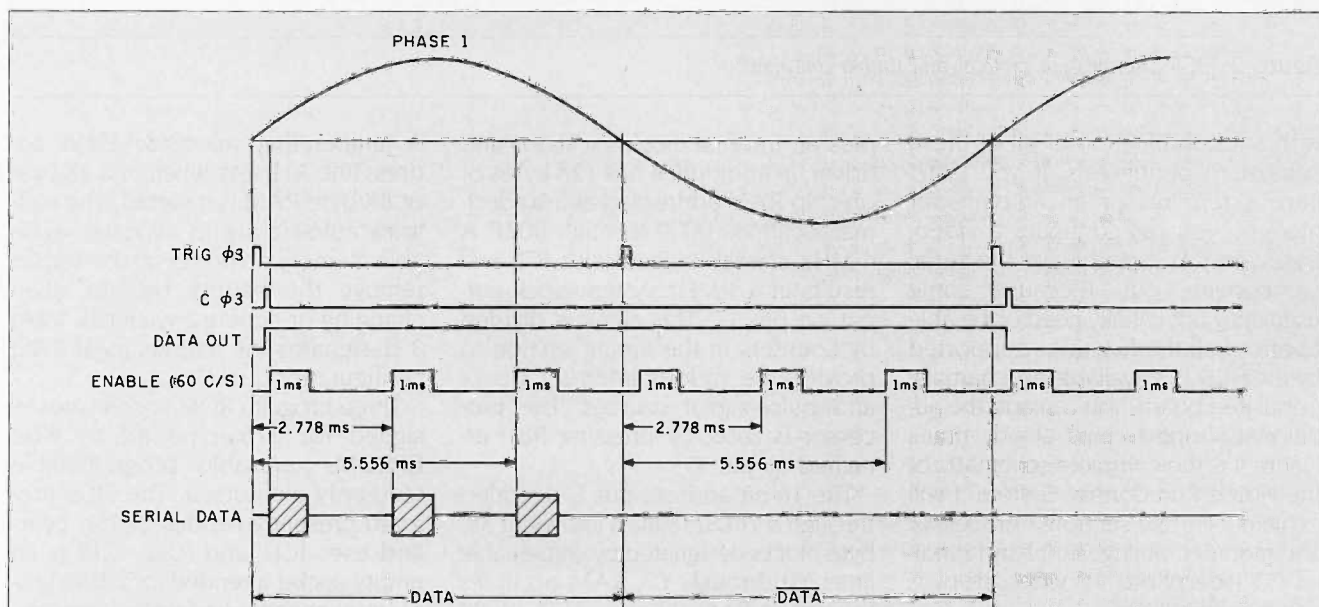 PHASE 1
TRIG ϕ3
C ϕ3
DATA OUT
ENABLE (÷60 C/S)
1ms 1ms 1ms 1ms 1ms 1ms 1ms 1ms
2.778 ms 2.778 ms
5.556 ms 5.556 ms
SERIAL DATA
DATA DATA